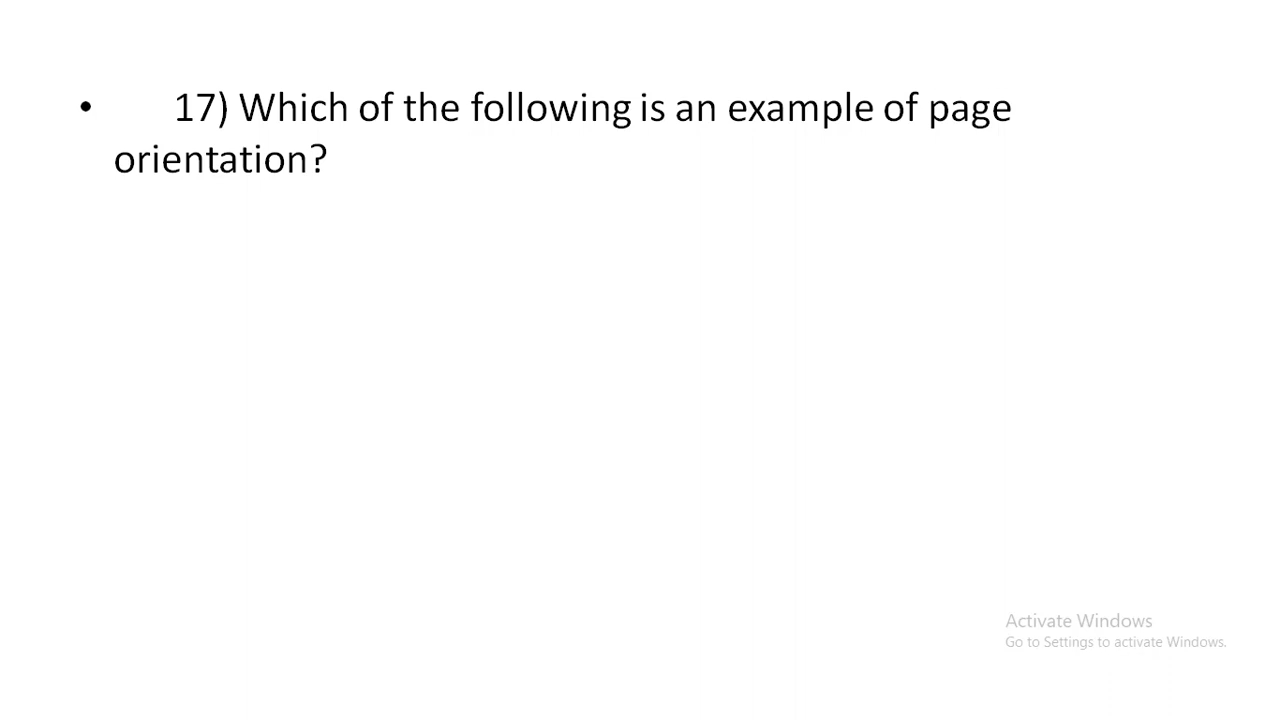 • 17) Which of the following is an example of page
orientation?
Activate Windows
Go to Settings to activate Windows.